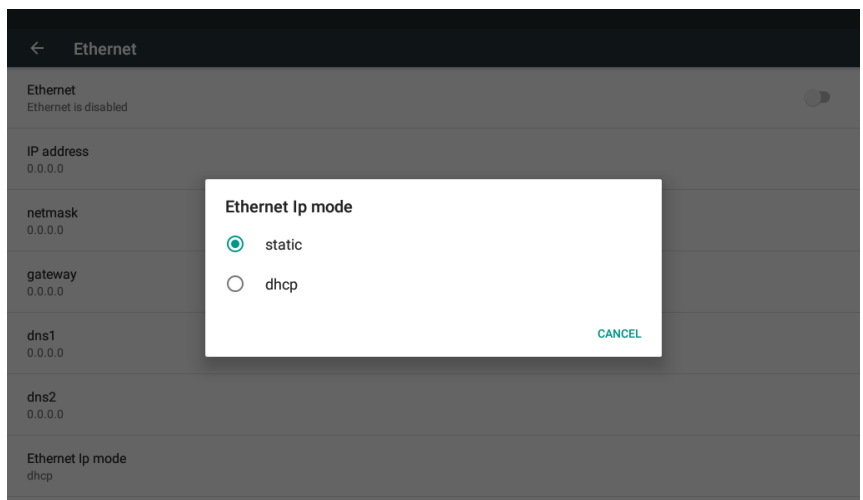 Ethernet
Ethernet
Ethernet is disabled
IP address
0.0.0.0
netmask
0.0.0.0
gateway
0.0.0.0
dns1
0.0.0.0
dns2
0.0.0.0
Ethernet Ip mode
dhcp
Ethernet Ip mode
static
dhcp
CANCEL